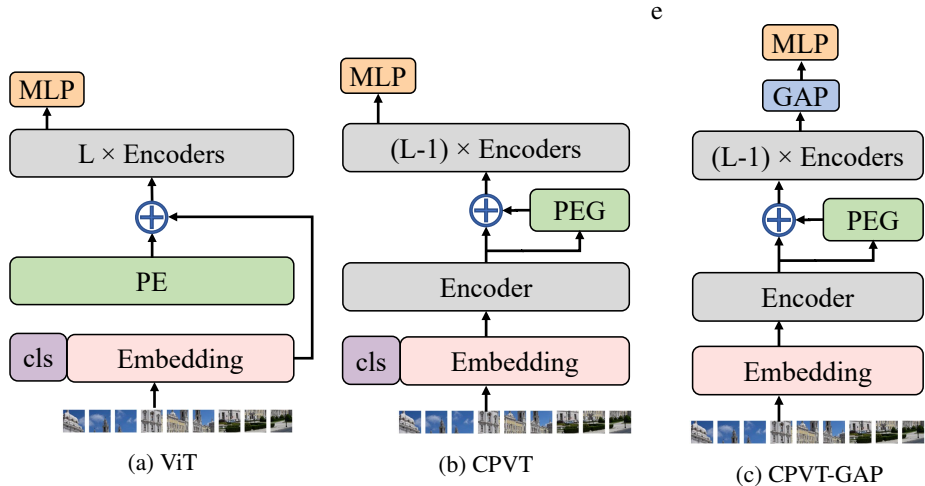 e
MLP
L × Encoders
PE
cls
Embedding
(a) ViT
MLP
(L-1) × Encoders
PEG
Encoder
cls
Embedding
(b) CPVT
MLP
GAP
(L-1) × Encoders
PEG
Encoder
Embedding
(c) CPVT-GAP